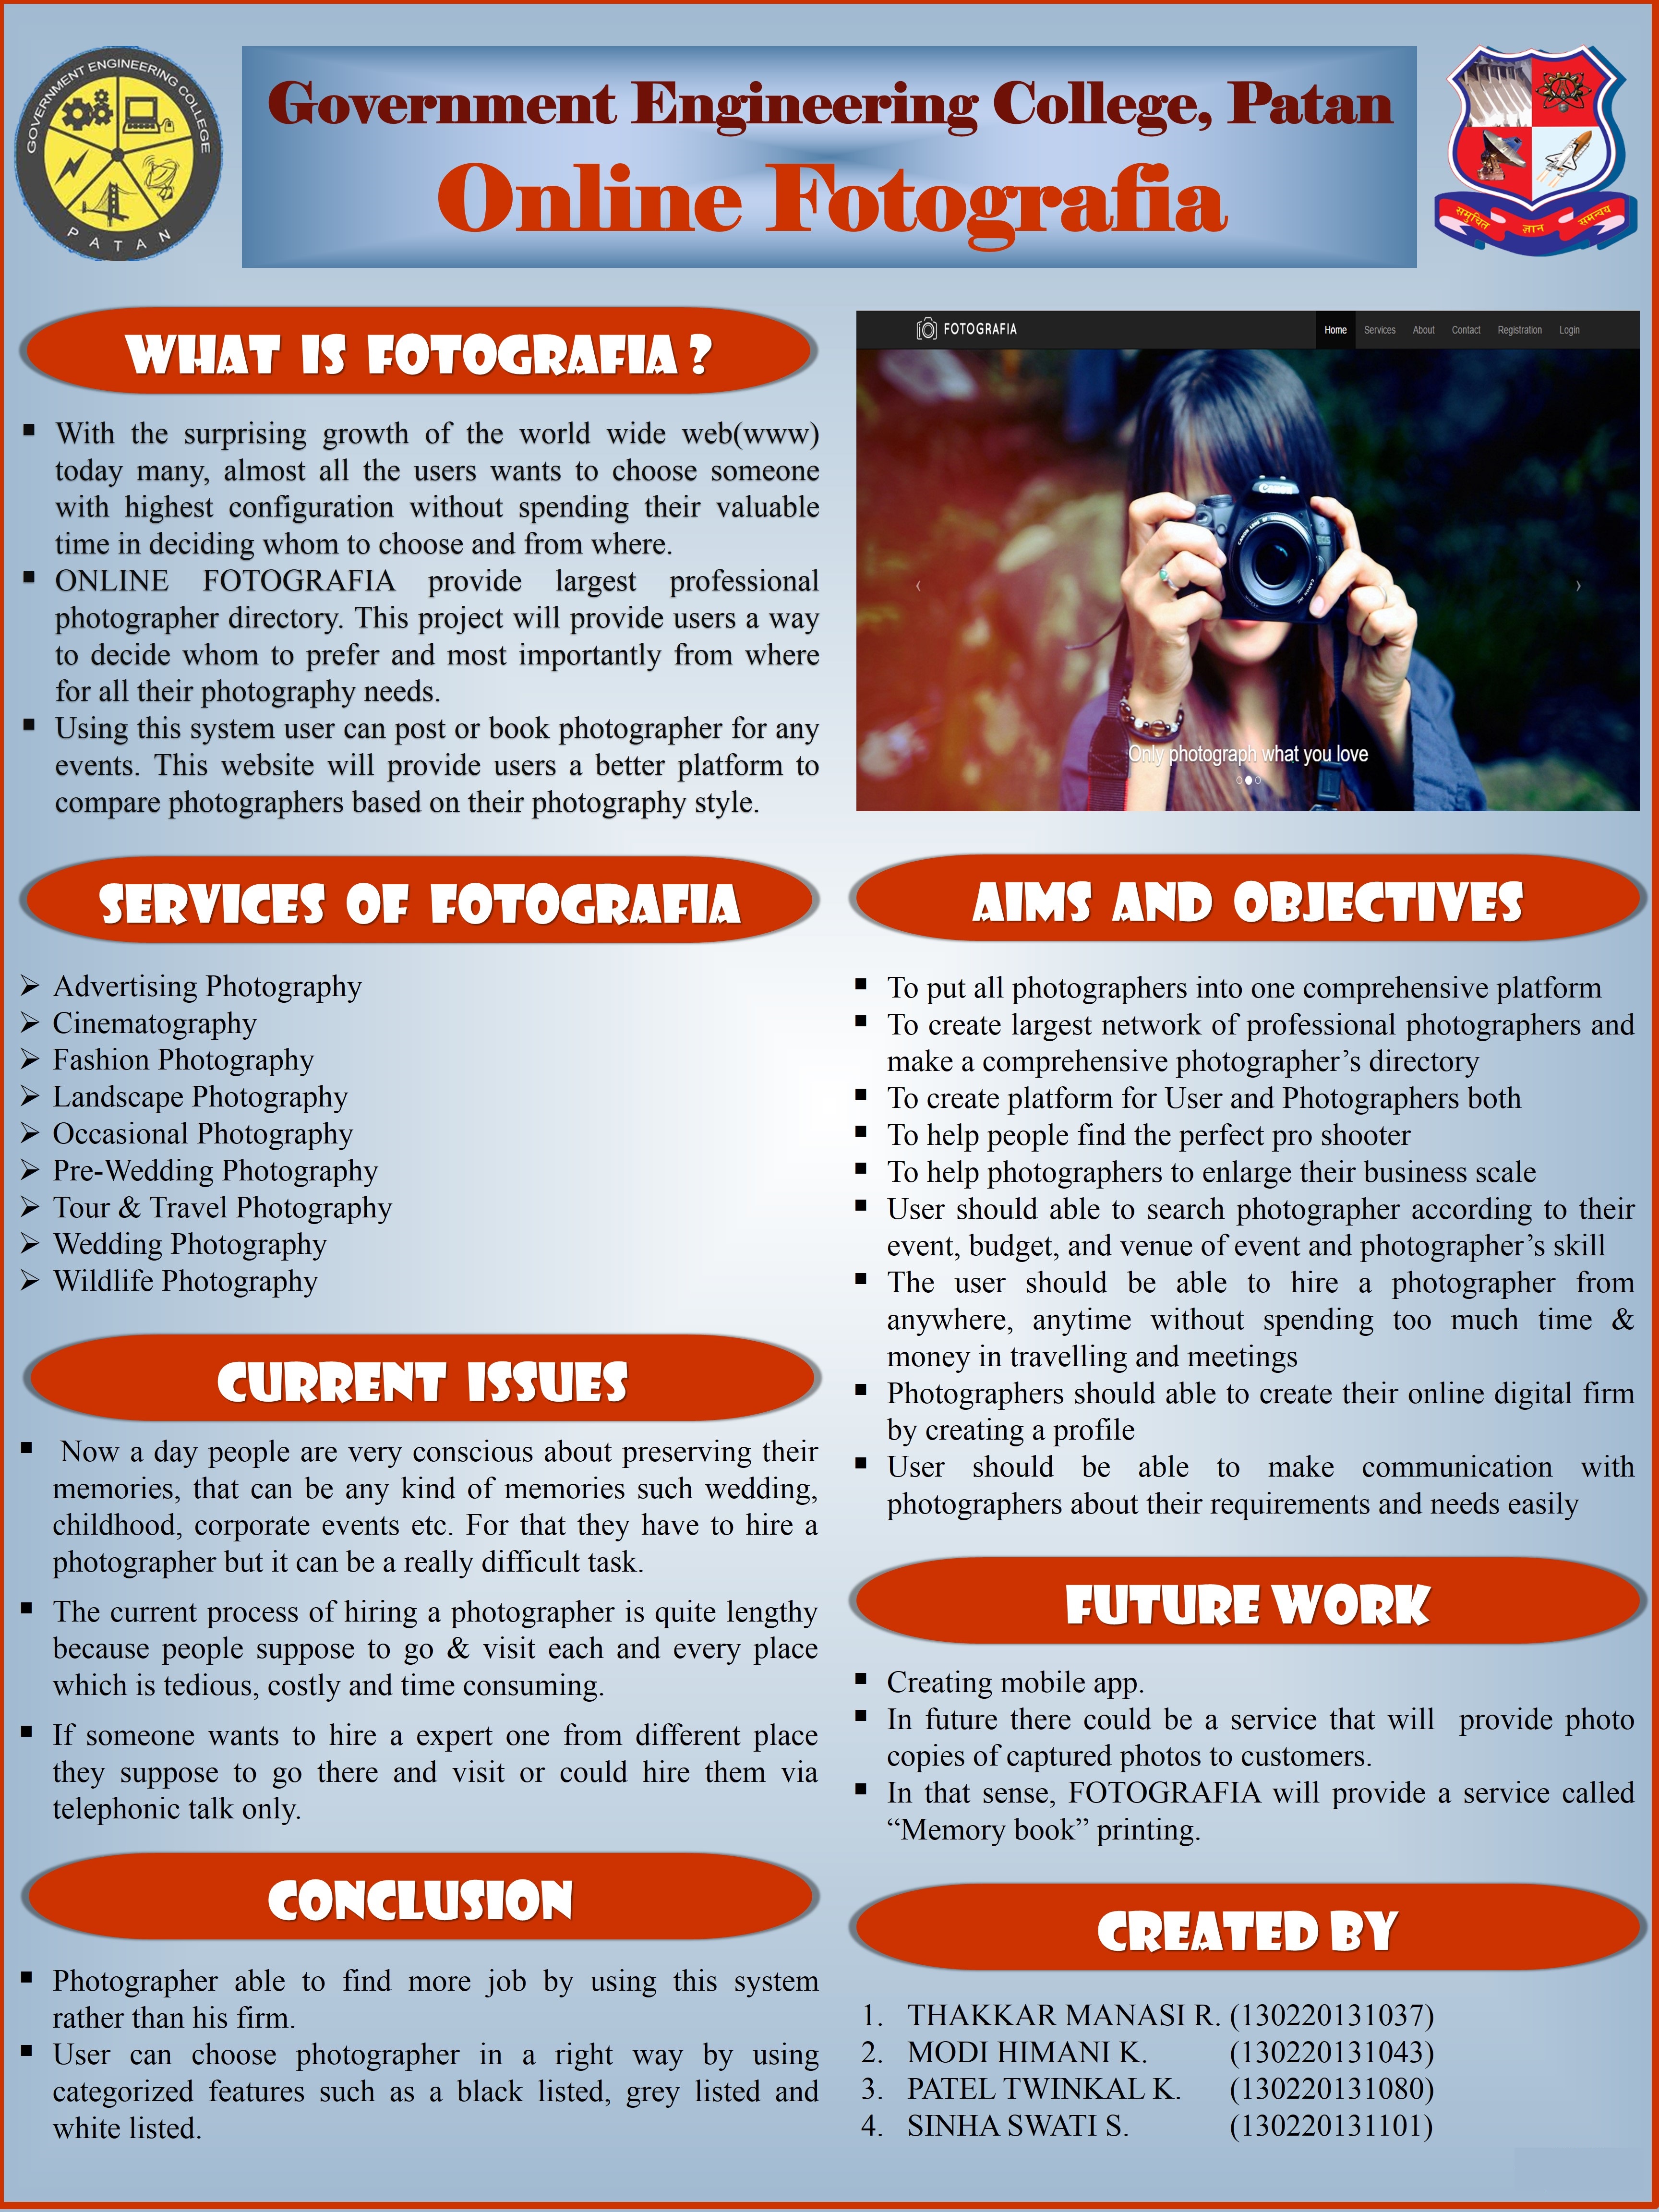 GOVERNMENT ENGINEERING COLLEGE
PATAN
Government Engineering College, Patan
Online Fotografia
समुचित ज्ञान समन्वय
WHAT IS FOTOGRAFIA ?
▪ With the surprising growth of the world wide web(www)
today many, almost all the users wants to choose someone
with highest configuration without spending their valuable
time in deciding whom to choose and from where.
▪ ONLINE FOTOGRAFIA provide largest professional
photographer directory. This project will provide users a way
to decide whom to prefer and most importantly from where
for all their photography needs.
▪ Using this system user can post or book photographer for any
events. This website will provide users a better platform to
compare photographers based on their photography style.
FOTOGRAFIA
Home Services About Contact Registration Login
Canon
Only photograph what you love
SERVICES OF FOTOGRAFIA
➢ Advertising Photography
➢ Cinematography
➢ Fashion Photography
➢ Landscape Photography
➢ Occasional Photography
➢ Pre-Wedding Photography
➢ Tour & Travel Photography
➢ Wedding Photography
➢ Wildlife Photography
CURRENT ISSUES
▪ Now a day people are very conscious about preserving their
memories, that can be any kind of memories such wedding,
childhood, corporate events etc. For that they have to hire a
photographer but it can be a really difficult task.
▪ The current process of hiring a photographer is quite lengthy
because people suppose to go & visit each and every place
which is tedious, costly and time consuming.
▪ If someone wants to hire a expert one from different place
they suppose to go there and visit or could hire them via
telephonic talk only.
CONCLUSION
▪ Photographer able to find more job by using this system
rather than his firm.
▪ User can choose photographer in a right way by using
categorized features such as a black listed, grey listed and
white listed.
AIMS AND OBJECTIVES
▪ To put all photographers into one comprehensive platform
▪ To create largest network of professional photographers and
make a comprehensive photographer’s directory
▪ To create platform for User and Photographers both
▪ To help people find the perfect pro shooter
▪ To help photographers to enlarge their business scale
▪ User should able to search photographer according to their
event, budget, and venue of event and photographer’s skill
▪ The user should be able to hire a photographer from
anywhere, anytime without spending too much time &
money in travelling and meetings
▪ Photographers should able to create their online digital firm
by creating a profile
▪ User should be able to make communication with
photographers about their requirements and needs easily
FUTURE WORK
▪ Creating mobile app.
▪ In future there could be a service that will provide photo
copies of captured photos to customers.
▪ In that sense, FOTOGRAFIA will provide a service called
“Memory book” printing.
CREATED BY
1. THAKKAR MANASI R. (130220131037)
2. MODI HIMANI K. (130220131043)
3. PATEL TWINKAL K. (130220131080)
4. SINHA SWATI S. (130220131101)